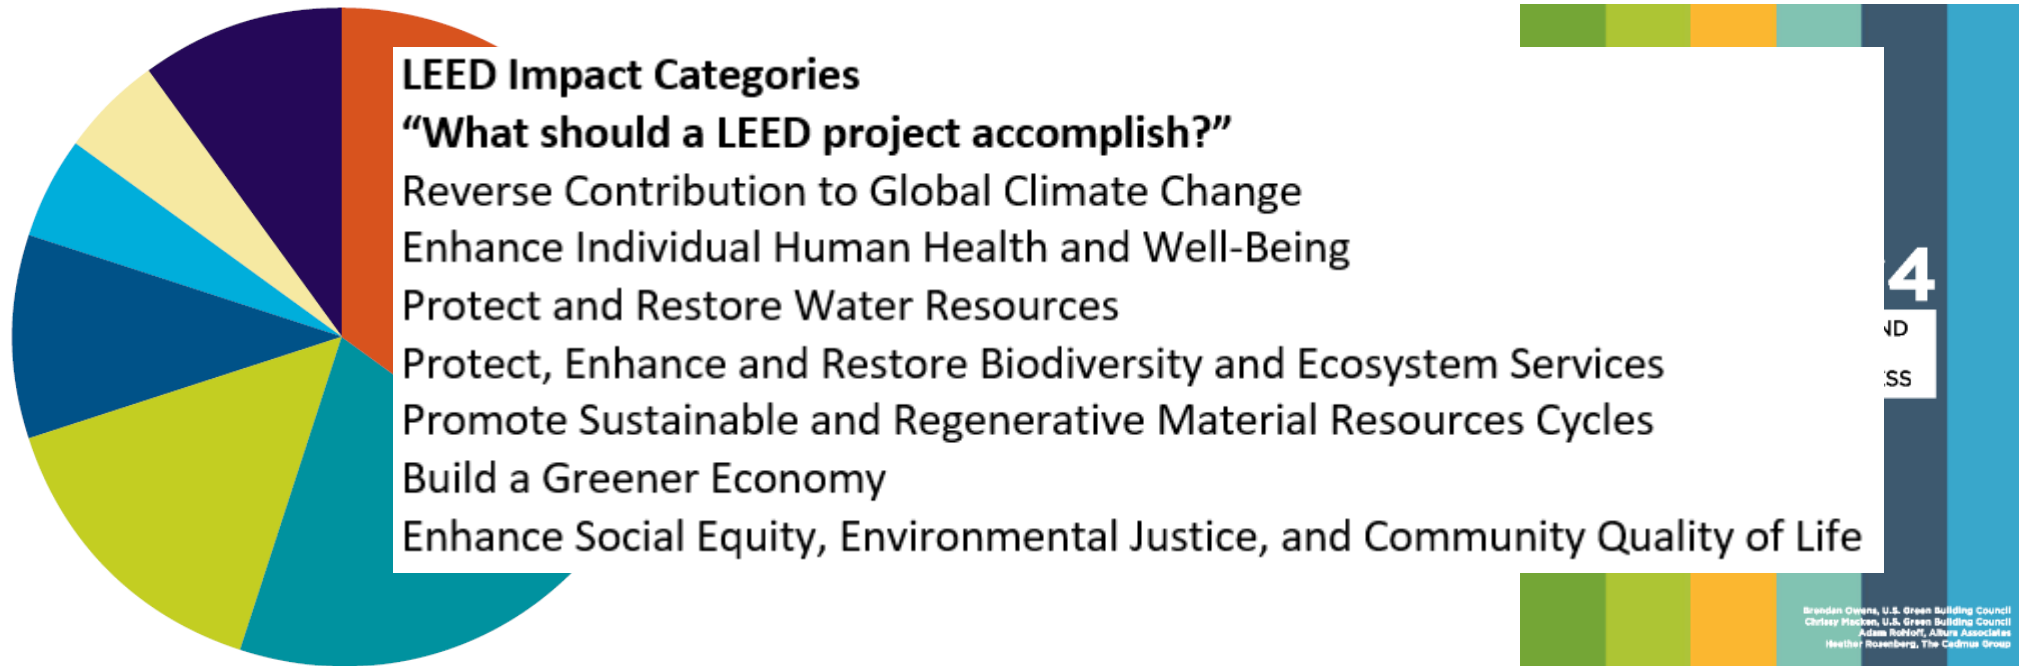 LEED Impact Categories
“What should a LEED project accomplish?”
Reverse Contribution to Global Climate Change
Enhance Individual Human Health and Well-Being
Protect and Restore Water Resources
Protect, Enhance and Restore Biodiversity and Ecosystem Services
Promote Sustainable and Regenerative Material Resources Cycles
Build a Greener Economy
Enhance Social Equity, Environmental Justice, and Community Quality of Life
4
ND
SS
Brendan Owens, U.S. Green Building Council
Chrissy Macken, U.S. Green Building Council
Adam Rohloff, Altura Associates
Heather Rosenberg, The Cadmus Group